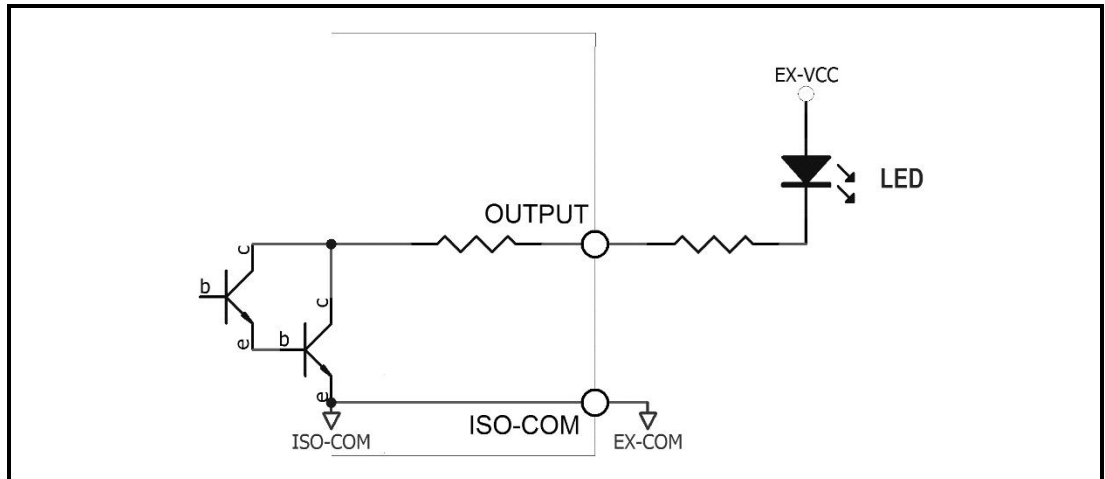 EX-VCC
LED
OUTPUT
c
b
e
c
b
e
ISO-COM
ISO-COM
EX-COM